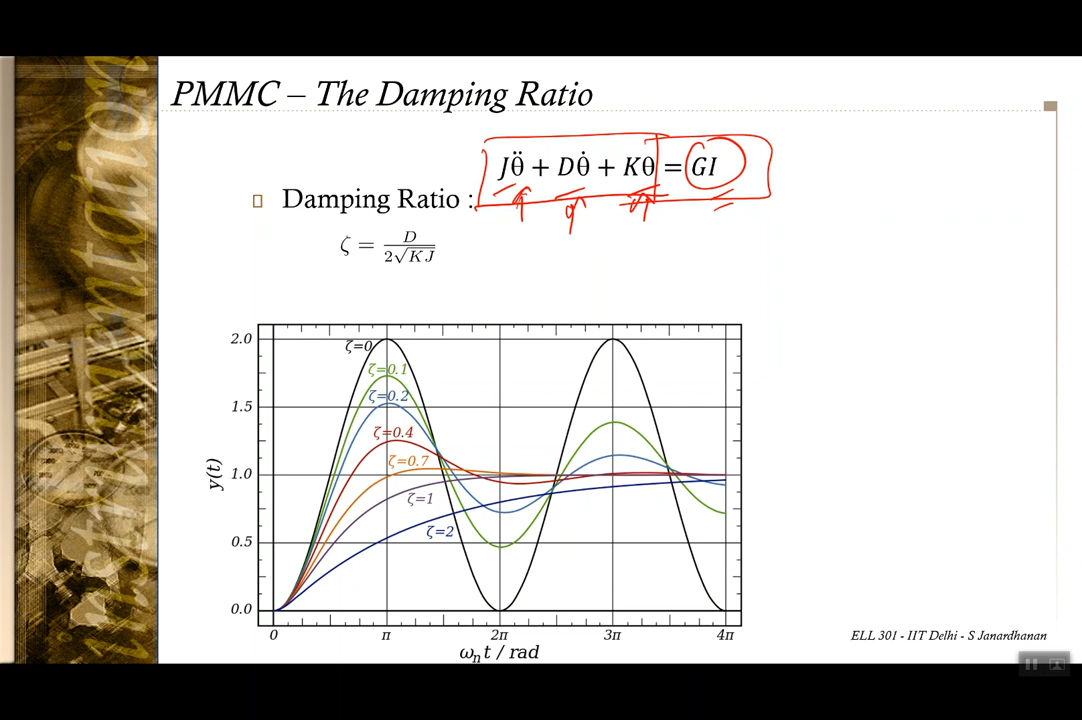 PMMC – The Damping Ratio
Jθ̈ + Dθ̇ + Kθ = GI
Damping Ratio :
ζ = D / 2√KJ
2.0
1.5
1.0
0.5
0.0
y(t)
ζ=0
ζ=0.1
ζ=0.2
ζ=0.4
ζ=0.7
ζ=1
ζ=2
0 π 2π 3π 4π
ωₙt / rad
ELL 301 - IIT Delhi - S Janardhanan